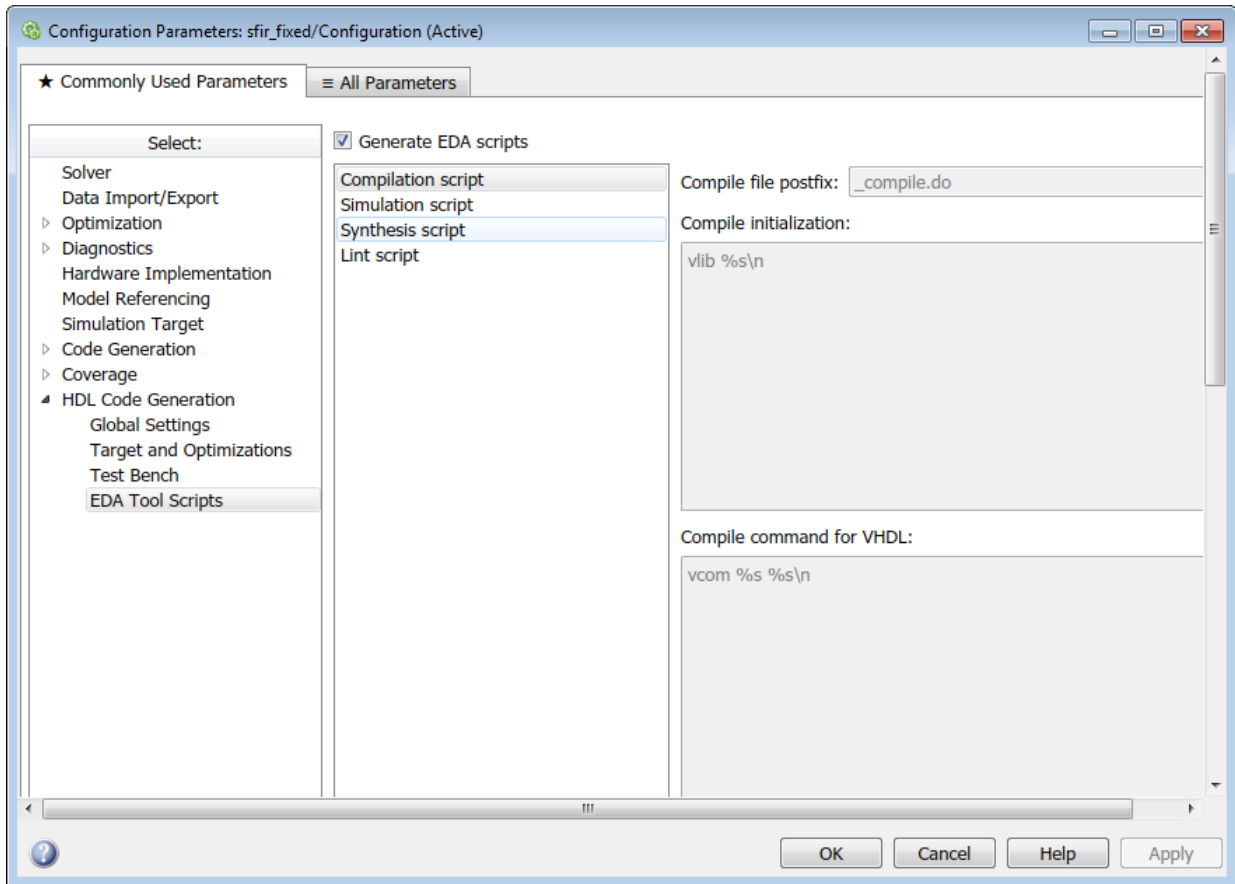 Configuration Parameters: sfir_fixed/Configuration (Active)
★ Commonly Used Parameters
≡ All Parameters
Select:
Solver
Data Import/Export
Optimization
Diagnostics
Hardware Implementation
Model Referencing
Simulation Target
Code Generation
Coverage
HDL Code Generation
Global Settings
Target and Optimizations
Test Bench
EDA Tool Scripts
Generate EDA scripts
Compilation script
Simulation script
Synthesis script
Lint script
Compile file postfix: _compile.do
Compile initialization:
vlib %s\n
Compile command for VHDL:
vcom %s %s\n
OK
Cancel
Help
Apply